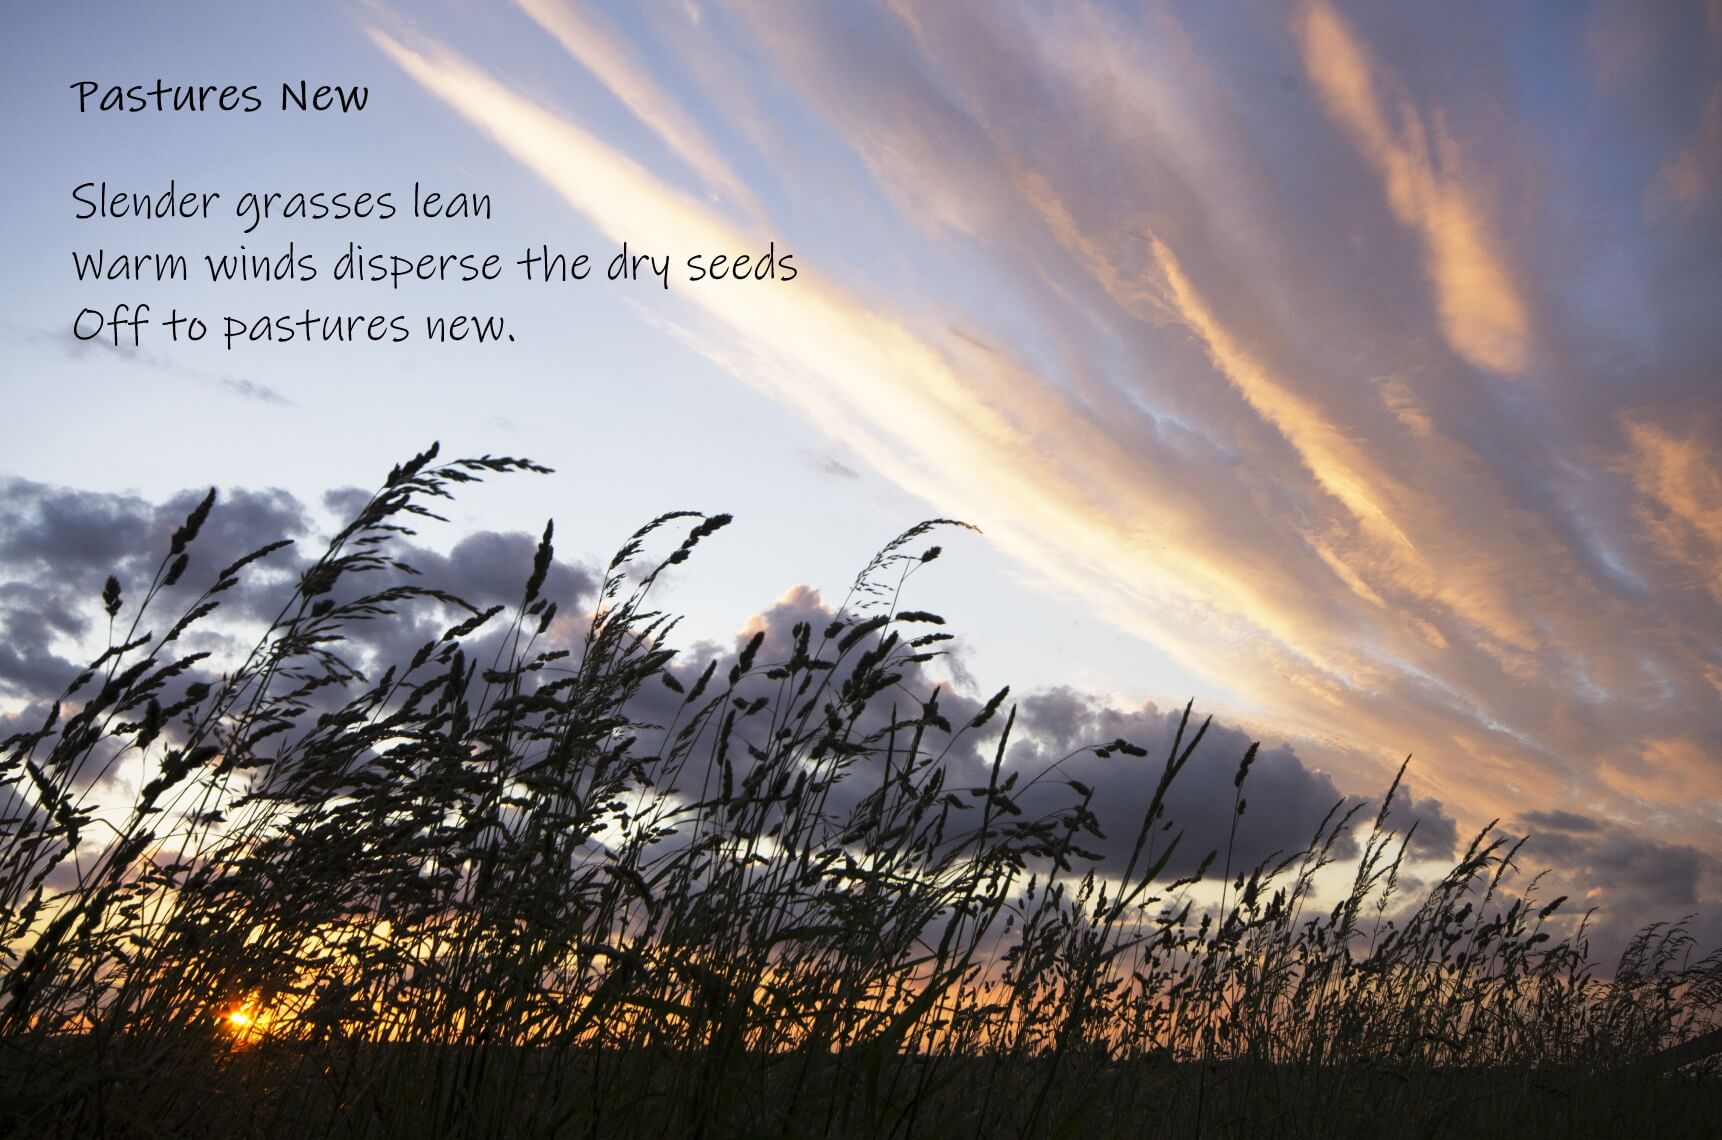 Pastures New
Slender grasses lean
Warm winds disperse the dry seeds
Off to pastures new.